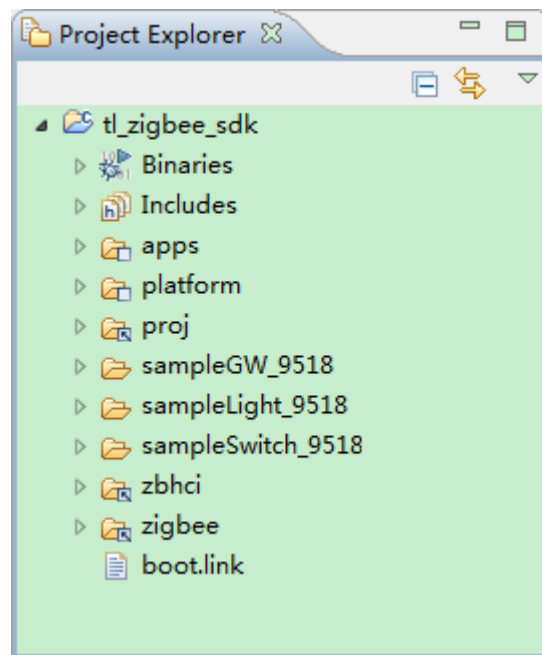 Project Explorer
tl_zigbee_sdk
Binaries
Includes
apps
platform
proj
sampleGW_9518
sampleLight_9518
sampleSwitch_9518
zbhci
zigbee
boot.link